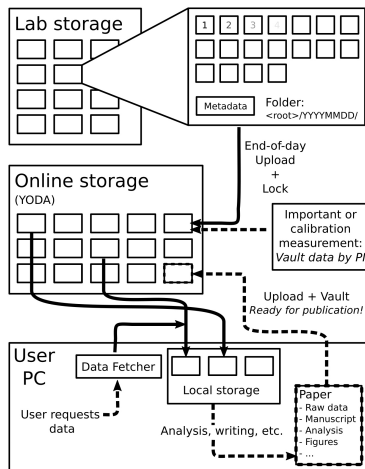 Lab storage
1 2 3 4
Metadata
Folder:
<root>/YYYYMMDD/
End-of-day
Upload
+
Lock
Online storage
(YODA)
Important or
calibration
measurement:
Vault data by PI
Upload + Vault
Ready for publication!
User
PC
Data Fetcher
Local storage
User requests
data
Analysis, writing, etc.
Paper
- Raw data
- Manuscript
- Analysis
- Figures
- ...